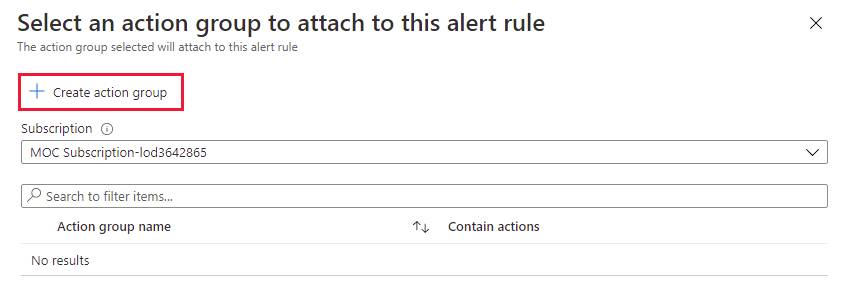 Select an action group to attach to this alert rule
The action group selected will attach to this alert rule
Create action group
Subscription
MOC Subscription-lod3642865
Search to filter items...
Action group name Contain actions
No results